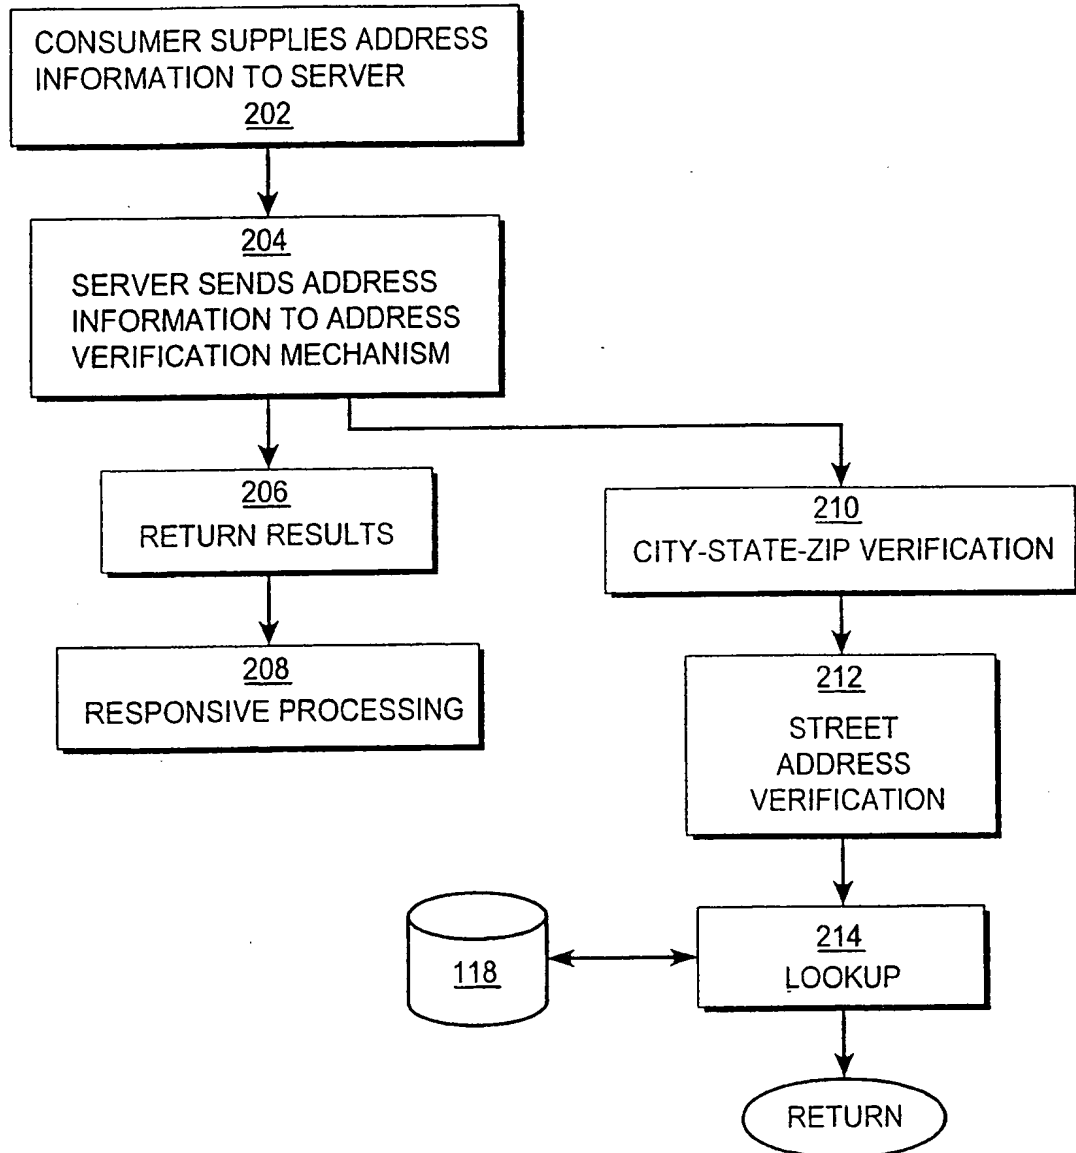 CONSUMER SUPPLIES ADDRESS
INFORMATION TO SERVER
202
204
SERVER SENDS ADDRESS
INFORMATION TO ADDRESS
VERIFICATION MECHANISM
206
RETURN RESULTS
208
RESPONSIVE PROCESSING
210
CITY-STATE-ZIP VERIFICATION
212
STREET
ADDRESS
VERIFICATION
118
214
LOOKUP
RETURN